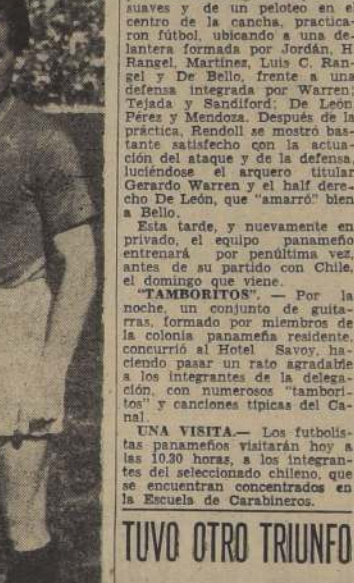 suaves y de un peloteo en el
centro de la cancha, practica-
ron fútbol, ubicando a una de-
lantera formada por Jordán, H
Rangel, Martínez, Luis C. Ran-
gel y De Bello, frente a una
defensa integrada por Warren;
Tejada y Sandiford; De León
Pérez y Mendoza. Después de la
práctica, Rendoll se mostró bas-
tante satisfecho con la actua-
ción del ataque y de la defensa,
luciéndose el arquero titular
Gerardo Warren y el half dere-
cho De León, que "amarró" bien
a Bello.
Esta tarde, y nuevamente en
privado, el equipo panameño
entrenará por penúltima vez,
antes de su partido con Chile,
el domingo que viene.
"TAMBORITOS". — Por la
noche, un conjunto de guita-
rras, formado por miembros de
la colonia panameña residente,
concurrió al Hotel Savoy, ha-
ciendo pasar un rato agradable
a los integrantes de la delega-
ción, con numerosos "tambori-
tos" y canciones típicas del Ca-
nal.
UNA VISITA.— Los futbolis-
tas panameños visitarán hoy a
las 10.30 horas, a los integran-
tes del seleccionado chileno, que
se encuentran concentrados en
la Escuela de Carabineros.
TUVO OTRO TRIUNFO